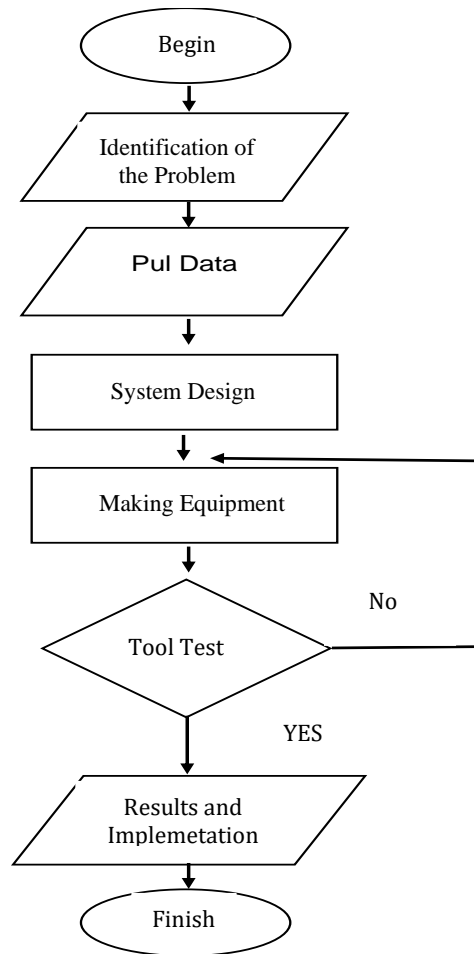 Begin
Identification of
the Problem
Pul Data
System Design
Making Equipment
No
Tool Test
YES
Results and
Implemetation
Finish